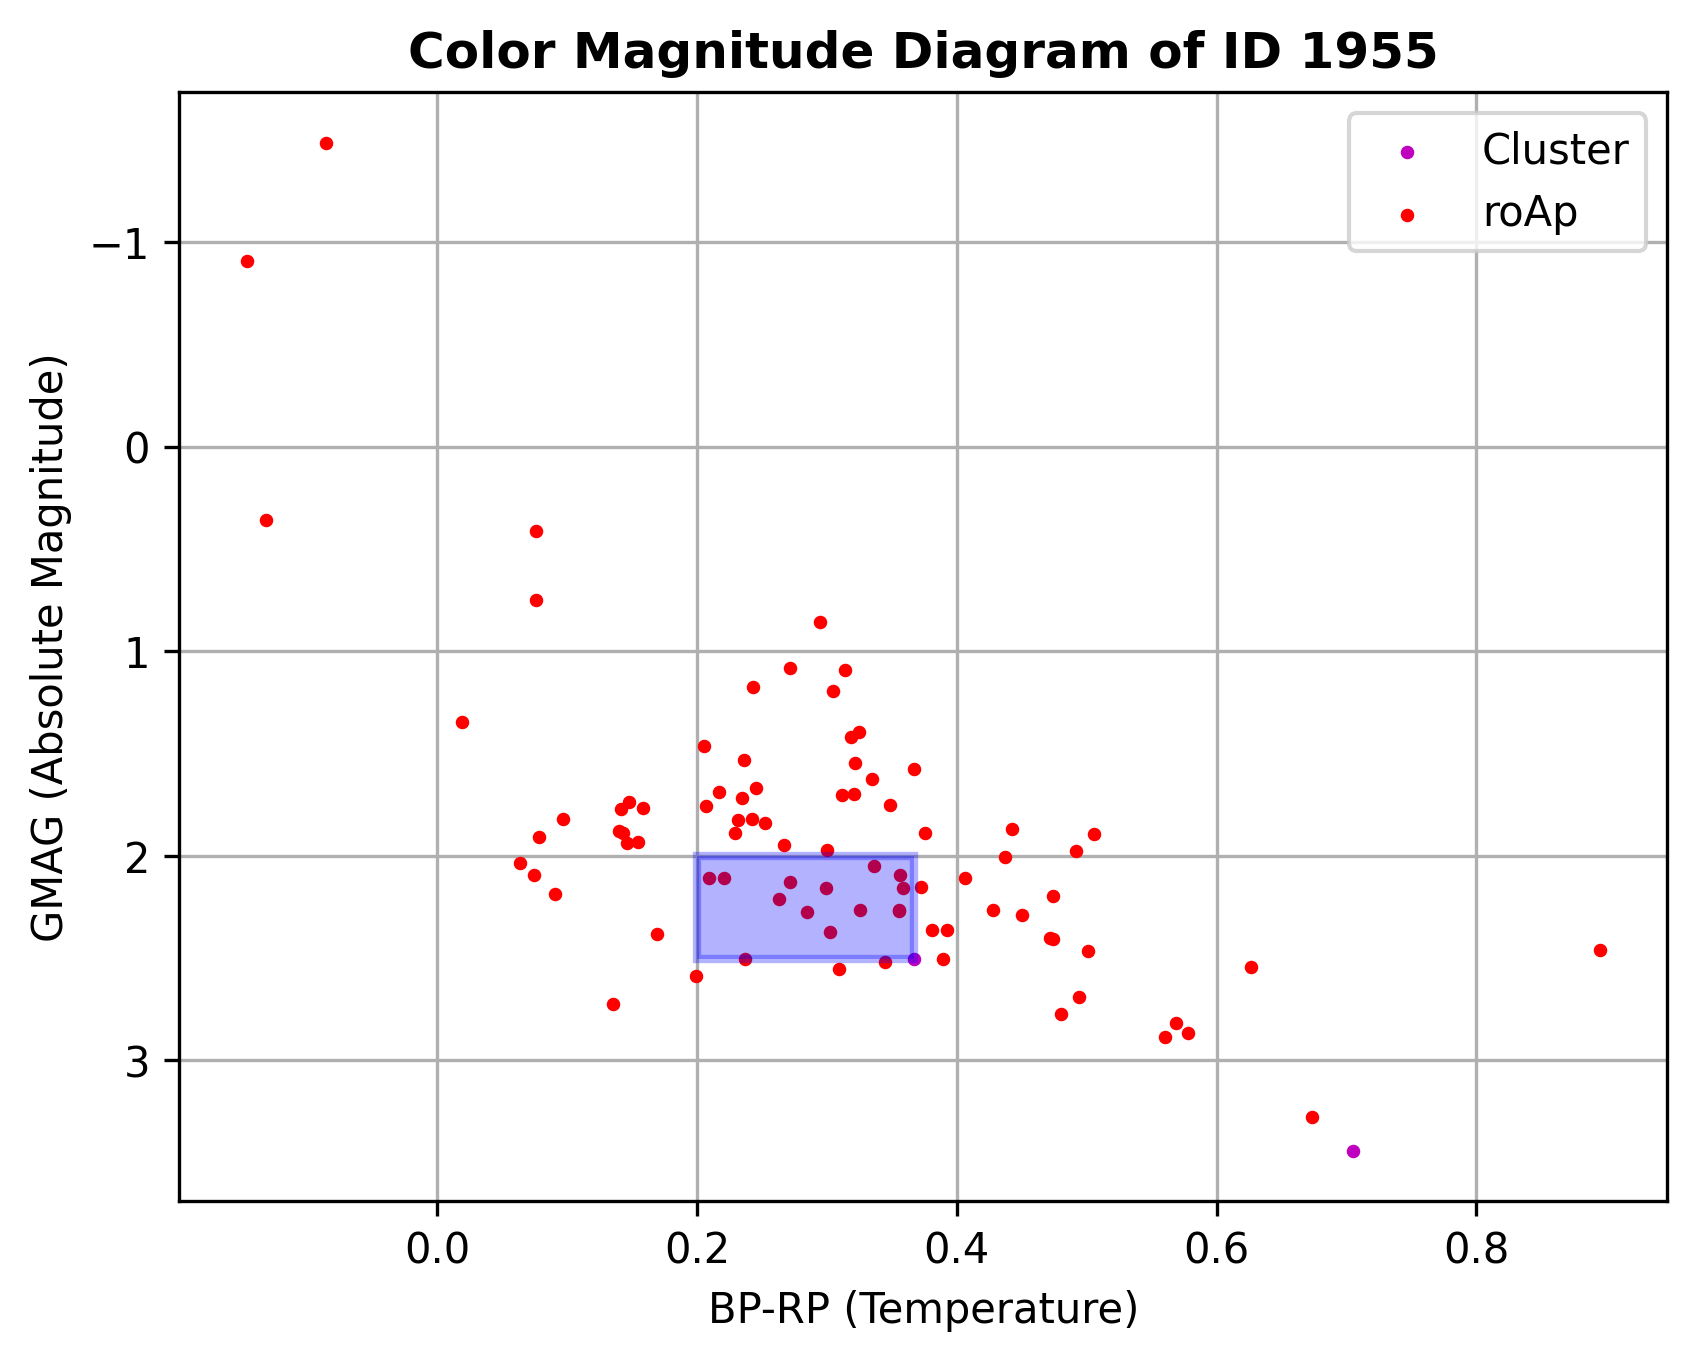 Color Magnitude Diagram of ID 1955
Cluster
roAp
GMAG (Absolute Magnitude)
−1
0
1
2
3
0.0 0.2 0.4 0.6 0.8
BP-RP (Temperature)